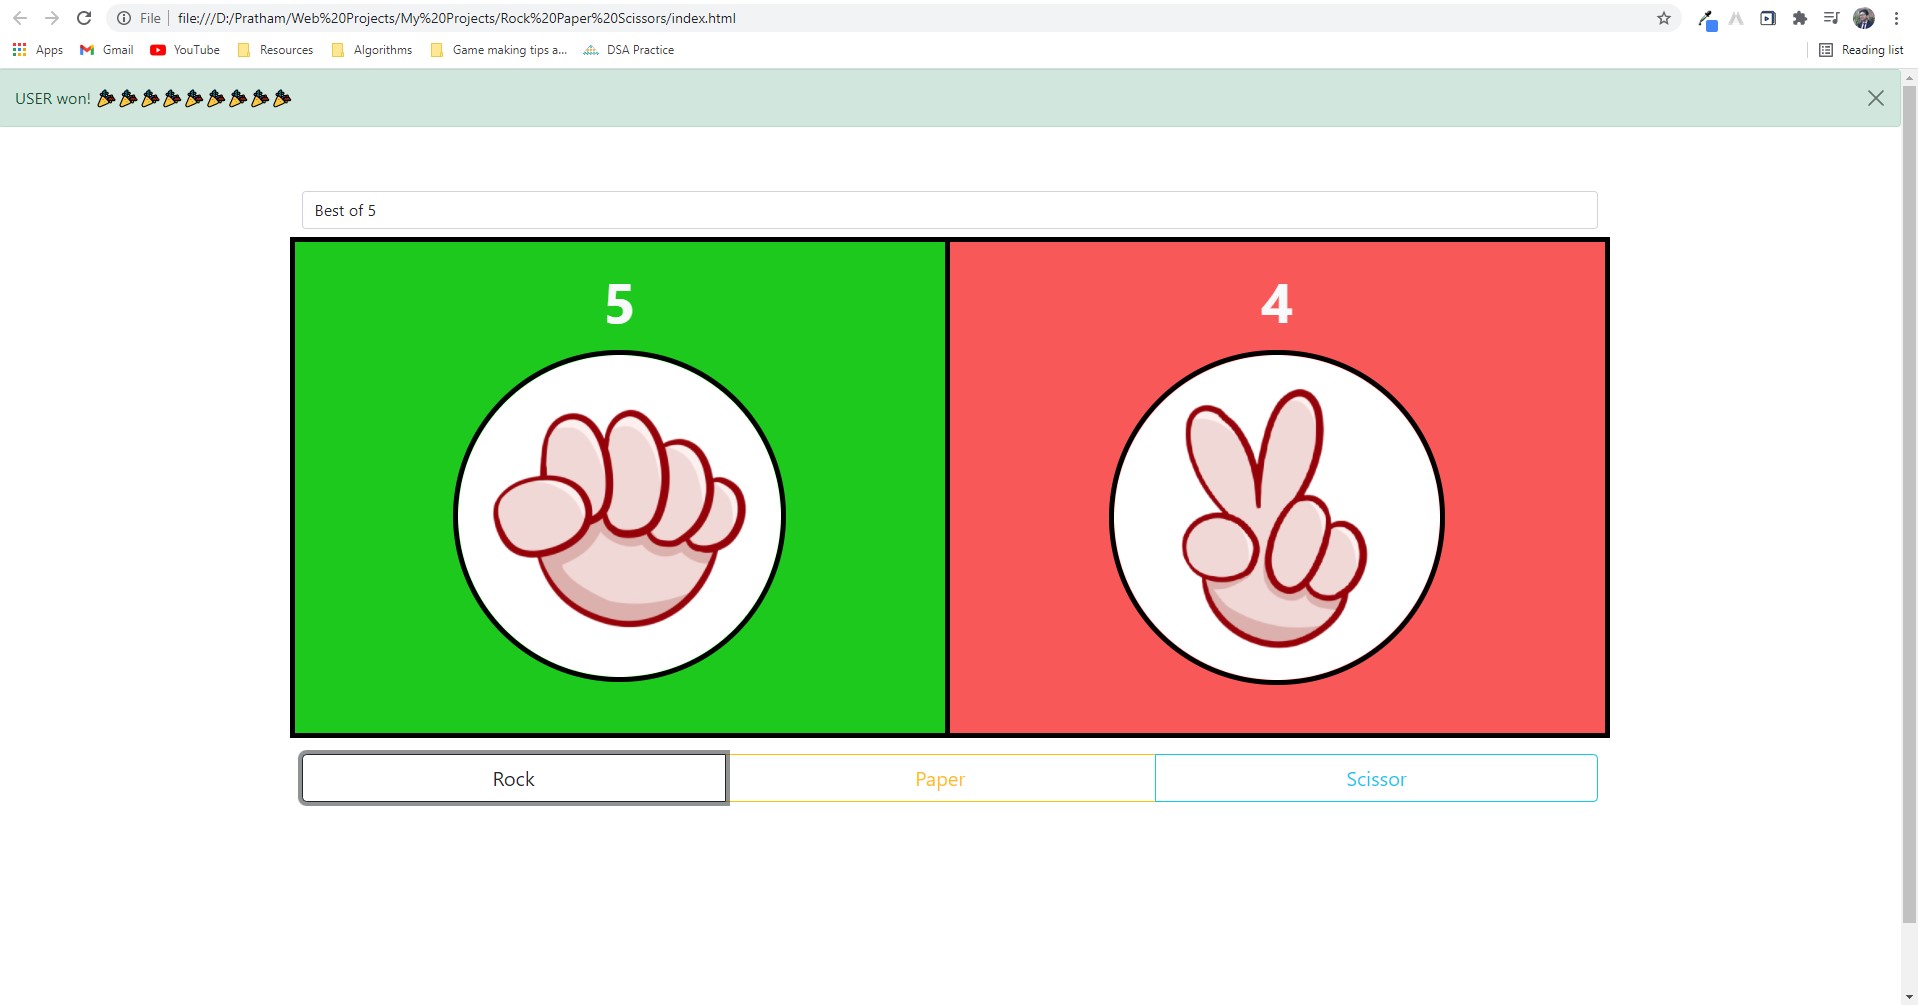 File file:///D:/Pratham/Web%20Projects/My%20Projects/Rock%20Paper%20Scissors/index.html
Apps Gmail YouTube Resources Algorithms Game making tips a... DSA Practice Reading list
USER won! 🎉🎉🎉🎉🎉🎉🎉🎉🎉
Best of 5
5 4
Rock Paper Scissor